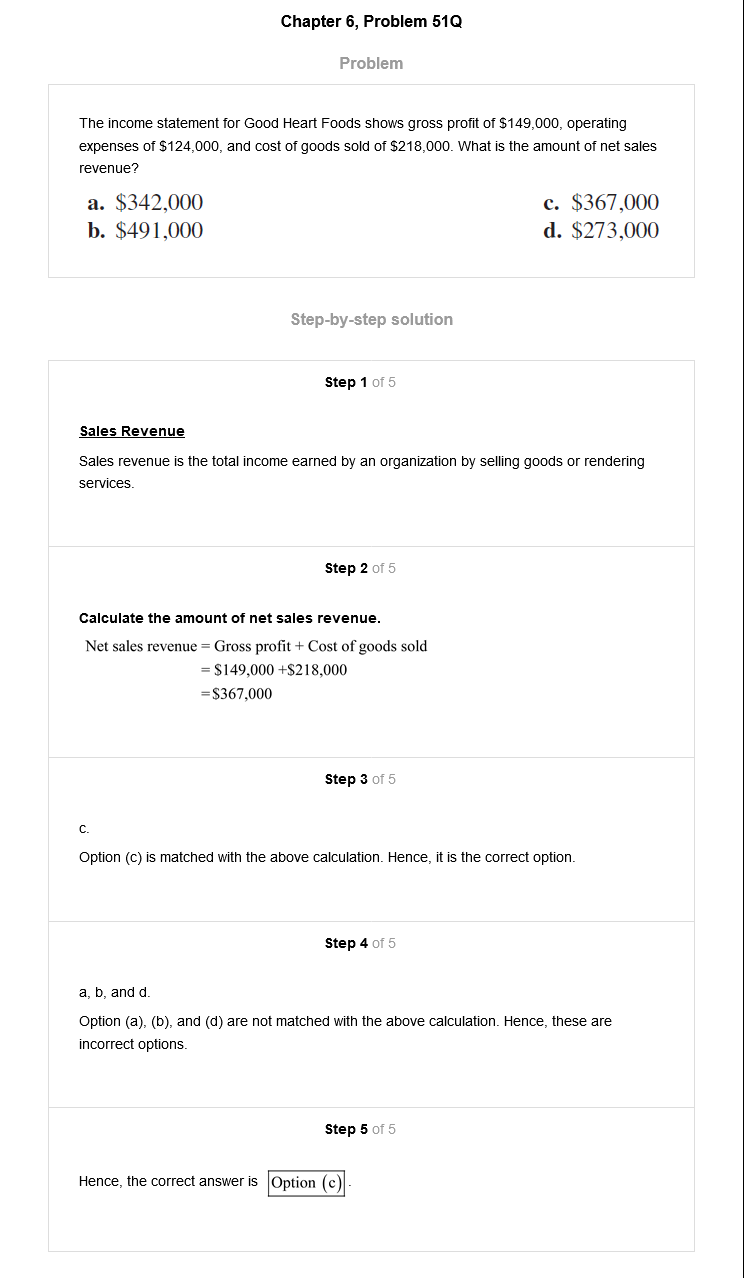 Chapter 6, Problem 51Q
Problem
The income statement for Good Heart Foods shows gross profit of $149,000, operating
expenses of $124,000, and cost of goods sold of $218,000. What is the amount of net sales
revenue?
a. $342,000
b. $491,000
c. $367,000
d. $273,000
Step-by-step solution
Step 1 of 5
Sales Revenue
Sales revenue is the total income earned by an organization by selling goods or rendering
services.
Step 2 of 5
Calculate the amount of net sales revenue.
Net sales revenue = Gross profit + Cost of goods sold
= $149,000 +$218,000
=$367,000
Step 3 of 5
c.
Option (c) is matched with the above calculation. Hence, it is the correct option.
Step 4 of 5
a, b, and d.
Option (a), (b), and (d) are not matched with the above calculation. Hence, these are
incorrect options.
Step 5 of 5
Hence, the correct answer is Option (c).